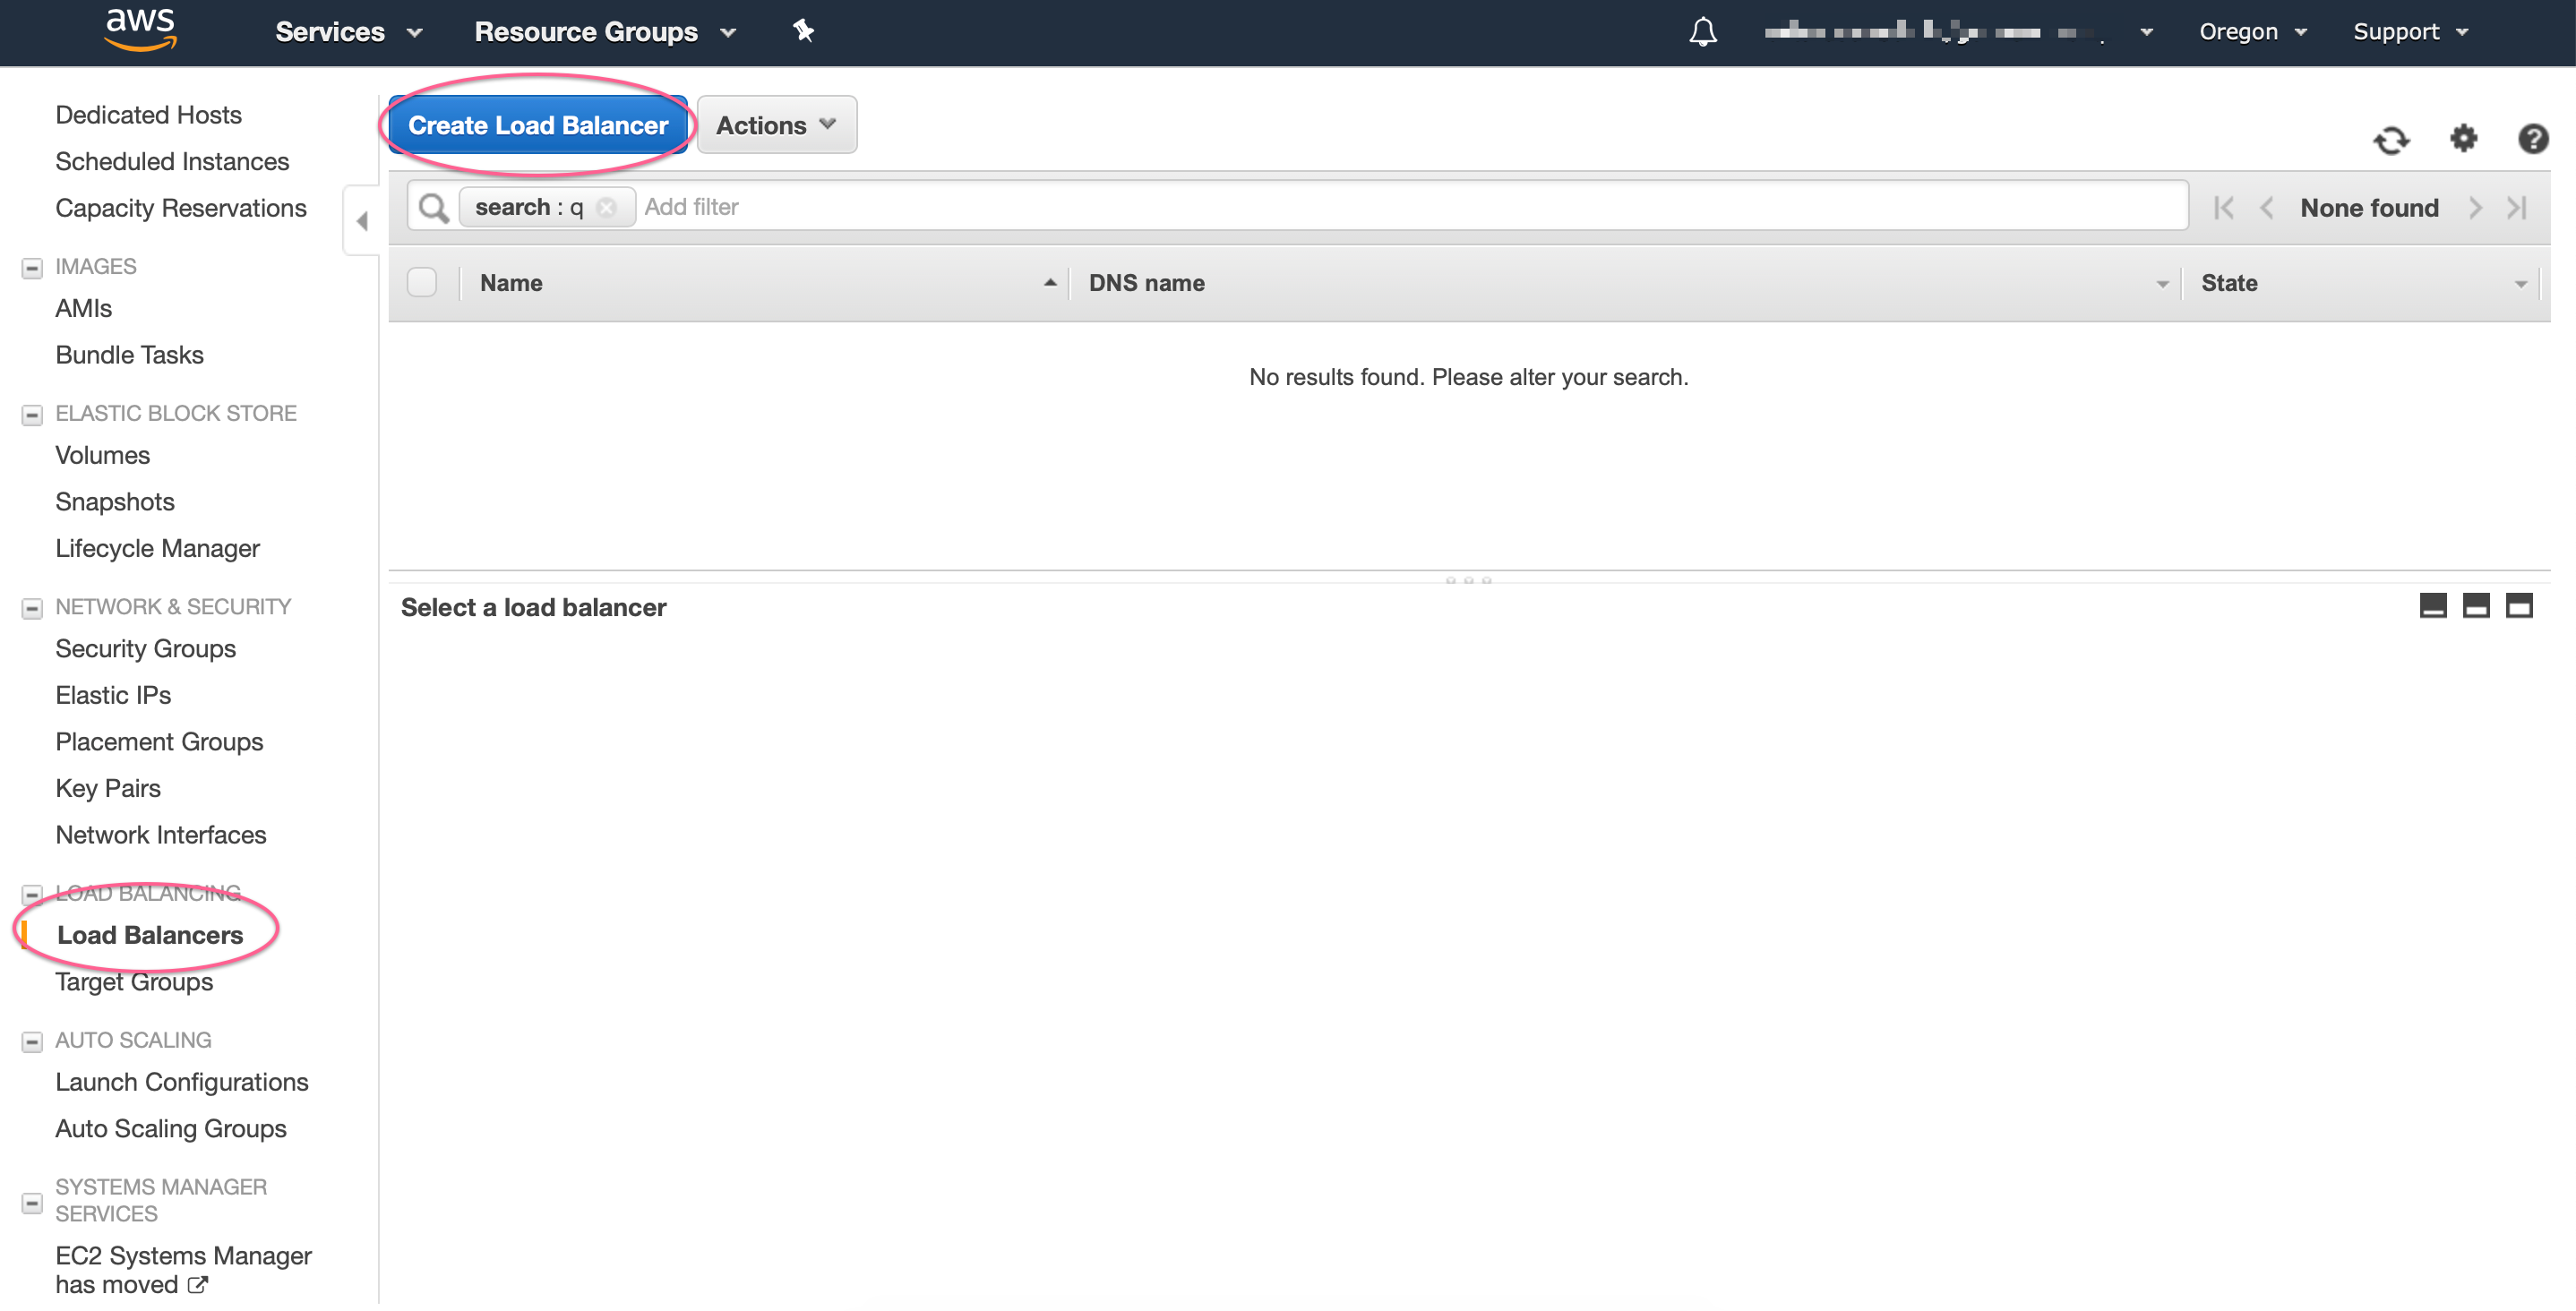 aws
Services
Resource Groups
Oregon
Support
Dedicated Hosts
Scheduled Instances
Capacity Reservations
IMAGES
AMIs
Bundle Tasks
ELASTIC BLOCK STORE
Volumes
Snapshots
Lifecycle Manager
NETWORK & SECURITY
Security Groups
Elastic IPs
Placement Groups
Key Pairs
Network Interfaces
LOAD BALANCING
Load Balancers
Target Groups
AUTO SCALING
Launch Configurations
Auto Scaling Groups
SYSTEMS MANAGER
SERVICES
EC2 Systems Manager
has moved
Create Load Balancer
Actions
search : q
Add filter
None found
Name
DNS name
State
No results found. Please alter your search.
Select a load balancer